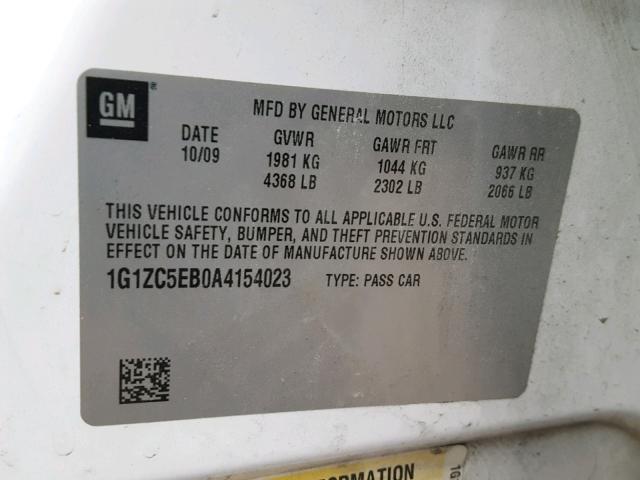 GM ®
MFD BY GENERAL MOTORS LLC
DATE GVWR GAWR FRT GAWR RR
10/09 1981 KG 1044 KG 937 KG
4368 LB 2302 LB 2066 LB
THIS VEHICLE CONFORMS TO ALL APPLICABLE U.S. FEDERAL MOTOR
VEHICLE SAFETY, BUMPER, AND THEFT PREVENTION STANDARDS IN
EFFECT ON THE DATE OF MANUFACTURE SHOWN ABOVE.
1G1ZC5EB0A4154023 TYPE: PASS CAR
ORMATION
1G